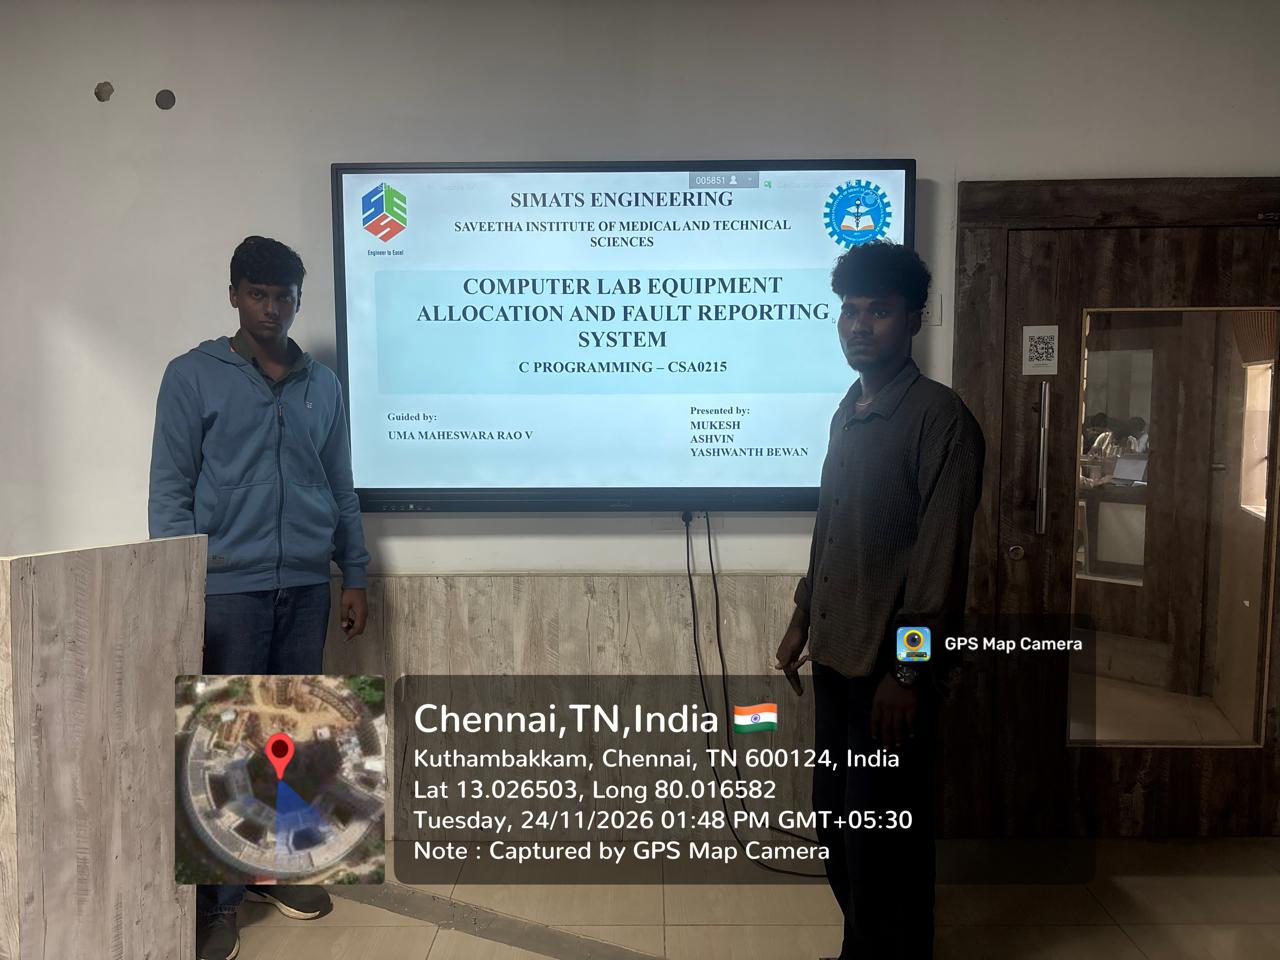 005851
SIMATS ENGINEERING
SAVEETHA INSTITUTE OF MEDICAL AND TECHNICAL
SCIENCES
Engineer to Excel
COMPUTER LAB EQUIPMENT
ALLOCATION AND FAULT REPORTING
SYSTEM
C PROGRAMMING – CSA0215
Guided by:
UMA MAHESWARA RAO V
Presented by:
MUKESH
ASHVIN
YASHWANTH BEWAN
GPS Map Camera
Chennai,TN,India
Kuthambakkam, Chennai, TN 600124, India
Lat 13.026503, Long 80.016582
Tuesday, 24/11/2026 01:48 PM GMT+05:30
Note : Captured by GPS Map Camera